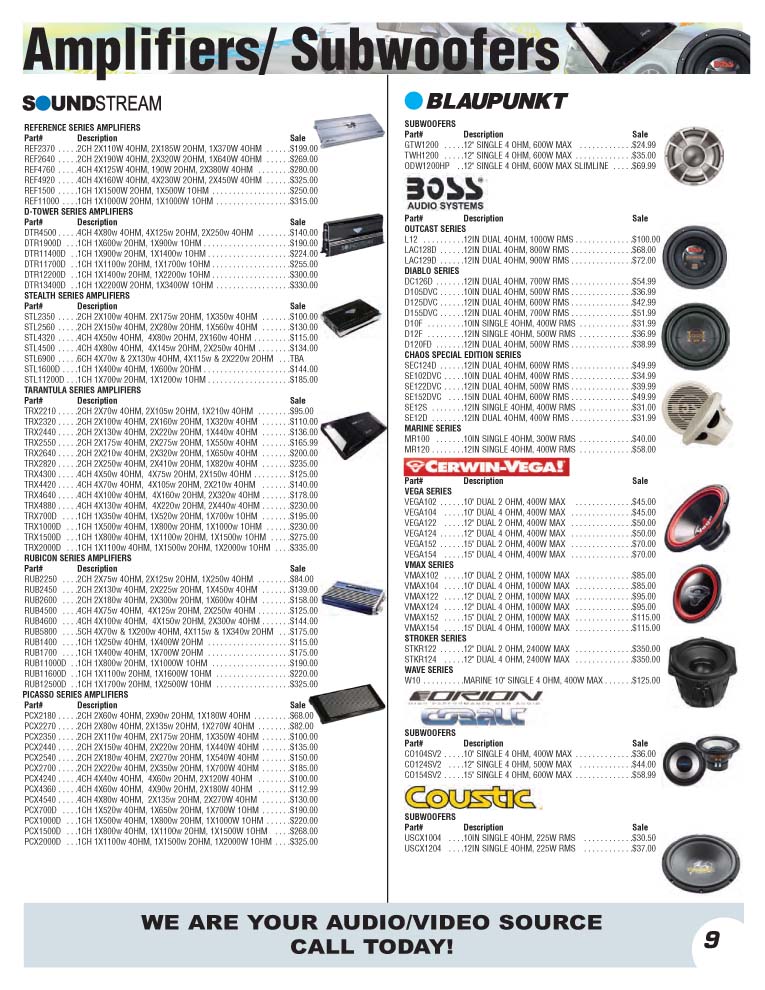 Amplifiers/ Subwoofers
SOUNDSTREAM
REFERENCE SERIES AMPLIFIERS
Part# Description Sale
REF2370 . . . . .2CH 2X110W 4OHM, 2X185W 2OHM, 1X370W 4OHM . . . . . .$199.00
REF2640 . . . . .2CH 2X190W 4OHM, 2X320W 2OHM, 1X640W 4OHM . . . . . .$269.00
REF4760 . . . . .4CH 4X125W 4OHM, 190W 2OHM, 2X380W 4OHM . . . . . . .$280.00
REF4920 . . . . .4CH 4X160W 4OHM, 4X230W 2OHM, 2X450W 4OHM . . . . . .$325.00
REF1500 . . . . .1CH 1X1500W 2OHM, 1X500W 1OHM . . . . . . . . . . . . . . . . .$250.00
REF11000 . . .1CH 1X1000W 2OHM, 1X1000W 1OHM . . . . . . . . . . . . . . . .$315.00
D-TOWER SERIES AMPLIFIERS
Part# Description Sale
DTR4500 . . . . .4CH 4X80w 4OHM, 4X125w 2OHM, 2X250w 4OHM . . . . . . . .$140.00
DTR1900D . . .1CH 1X600w 2OHM, 1X900w 1OHM . . . . . . . . . . . . . . . . . .$190.00
DTR11400D . .1CH 1X900w 2OHM, 1X1400w 1OHM . . . . . . . . . . . . . . . . .$224.00
DTR11700D . .1CH 1X1100w 2OHM, 1X1700w 1OHM . . . . . . . . . . . . . . . .$255.00
DTR12200D . .1CH 1X1400w 2OHM, 1X2200w 1OHM . . . . . . . . . . . . . . . .$300.00
DTR13400D . .1CH 1X2200W 2OHM, 1X3400W 1OHM . . . . . . . . . . . . . . .$330.00
STEALTH SERIES AMPLIFIERS
Part# Description Sale
STL2350 . . . . .2CH 2X100w 4OHM, 2X175w 2OHM, 1X350w 4OHM . . . . . . .$100.00
STL2560 . . . . .2CH 2X150w 4OHM, 2X280w 2OHM, 1X560w 4OHM . . . . . . .$130.00
STL4320 . . . . .4CH 4X50w 4OHM, 4X80w 2OHM, 2X160w 4OHM . . . . . . . .$115.00
STL4500 . . . . .4CH 4X80w 4OHM, 4X145w 2OHM, 2X250w 4OHM . . . . . . .$134.00
STL6900 . . . . .6CH 4X70w & 2X130w 4OHM, 4X115w & 2X220w 2OHM . . .TBA
STL1600D . . . .1CH 1X400w 4OHM, 1X600w 2OHM . . . . . . . . . . . . . . . . . .$144.00
STL11200D . . .1CH 1X700w 2OHM, 1X1200w 1OHM . . . . . . . . . . . . . . . . .$185.00
TARANTULA SERIES AMPLIFIERS
Part# Description Sale
TRX2210 . . . . .2CH 2X70w 4OHM, 2X105w 2OHM, 1X210w 4OHM . . . . . . . .$95.00
TRX2320 . . . . .2CH 2X100w 4OHM, 2X160w 2OHM, 1X320w 4OHM . . . . . . .$110.00
TRX2440 . . . . .2CH 2X130w 4OHM, 2X220w 2OHM, 1X440w 4OHM . . . . . . .$136.00
TRX2550 . . . . .2CH 2X175w 4OHM, 2X275w 2OHM, 1X550w 4OHM . . . . . . .$165.99
TRX2640 . . . . .2CH 2X210w 4OHM, 2X320w 2OHM, 1X650w 4OHM . . . . . . .$200.00
TRX2820 . . . . .2CH 2X250w 4OHM, 2X410w 2OHM, 1X820w 4OHM . . . . . . .$235.00
TRX4300 . . . . .4CH 4X50w 4OHM, 4X75w 2OHM, 2X150w 4OHM . . . . . . . . .$125.00
TRX4420 . . . . .4CH 4X70w 4OHM, 4X105w 2OHM, 2X210w 4OHM . . . . . . . .$140.00
TRX4640 . . . . .4CH 4X100w 4OHM, 4X160w 2OHM, 2X320w 4OHM . . . . . . .$178.00
TRX4880 . . . . .4CH 4X130w 4OHM, 4X220w 2OHM, 2X440w 4OHM . . . . . . .$230.00
TRX700D . . . .1CH 1X350w 4OHM, 1X520w 2OHM, 1X700w 1OHM . . . . . . .$195.00
TRX1000D . . .1CH 1X500w 4OHM, 1X800w 2OHM, 1X1000w 1OHM . . . . . .$230.00
TRX1500D . . .1CH 1X800w 4OHM, 1X1100w 2OHM, 1X1500w 1OHM . . . . .$275.00
TRX2000D . . .1CH 1X1100w 4OHM, 1X1500w 2OHM, 1X2000w 1OHM . . . .$335.00
RUBICON SERIES AMPLIFIERS
Part# Description Sale
RUB2250 . . . .2CH 2X75w 4OHM, 2X125w 2OHM, 1X250w 4OHM . . . . . . . .$84.00
RUB2450 . . . .2CH 2X130w 4OHM, 2X225w 2OHM, 1X450w 4OHM . . . . . . .$139.00
RUB2600 . . . .2CH 2X180w 4OHM, 2X300w 2OHM, 1X600w 4OHM . . . . . . .$158.00
RUB4500 . . . .4CH 4X75w 4OHM, 4X125w 2OHM, 2X250w 4OHM . . . . . . . .$125.00
RUB4600 . . . .4CH 4X100w 4OHM, 4X150w 2OHM, 2X300w 4OHM . . . . . . .$144.00
RUB5800 . . . .5CH 4X70w & 1X200w 4OHM, 4X115w & 1X340w 2OHM . . .$175.00
RUB1400 . . . .1CH 1X250w 4OHM, 1X400W 2OHM . . . . . . . . . . . . . . . . . .$115.00
RUB1700 . . . .1CH 1X400w 4OHM, 1X700W 2OHM . . . . . . . . . . . . . . . . . .$175.00
RUB11000D . .1CH 1X800w 2OHM, 1X1000W 1OHM . . . . . . . . . . . . . . . . .$190.00
RUB11600D . .1CH 1X1100w 2OHM, 1X1600W 1OHM . . . . . . . . . . . . . . . .$220.00
RUB12500D . .1CH 1X1700w 2OHM, 1X2500W 1OHM . . . . . . . . . . . . . . . .$325.00
PICASSO SERIES AMPLIFIERS
Part# Description Sale
PCX2180 . . . . .2CH 2X60w 4OHM, 2X90w 2OHM, 1X180W 4OHM . . . . . . . . .$68.00
PCX2270 . . . . .2CH 2X80w 4OHM, 2X135w 2OHM, 1X270W 4OHM . . . . . . . .$82.00
PCX2350 . . . . .2CH 2X110w 4OHM, 2X175w 2OHM, 1X350W 4OHM . . . . . . .$100.00
PCX2440 . . . . .2CH 2X150w 4OHM, 2X220w 2OHM, 1X440W 4OHM . . . . . . .$135.00
PCX2540 . . . . .2CH 2X180w 4OHM, 2X270w 2OHM, 1X540W 4OHM . . . . . . .$150.00
PCX2700 . . . . .2CH 2X220w 4OHM, 2X350w 2OHM, 1X700W 4OHM . . . . . . .$185.00
PCX4240 . . . . .4CH 4X40w 4OHM, 4X60w 2OHM, 2X120W 4OHM . . . . . . . . .$100.00
PCX4360 . . . . .4CH 4X60w 4OHM, 4X90w 2OHM, 2X180W 4OHM . . . . . . . . .$112.99
PCX4540 . . . . .4CH 4X80w 4OHM, 2X135w 2OHM, 2X270W 4OHM . . . . . . . .$130.00
PCX700D . . . .1CH 1X520w 4OHM, 1X650w 2OHM, 1X700W 1OHM . . . . . . .$190.00
PCX1000D . . .1CH 1X500w 4OHM, 1X800w 2OHM, 1X1000W 1OHM . . . . . .$220.00
PCX1500D . . .1CH 1X800w 4OHM, 1X1100w 2OHM, 1X1500W 1OHM . . . .$268.00
PCX2000D . . .1CH 1X1100w 4OHM, 1X1500w 2OHM, 1X2000W 1OHM . . . .$325.00
BLAUPUNKT
SUBWOOFERS
Part# Description Sale
GTW1200 . . . . .12" SINGLE 4 OHM, 600W MAX . . . . . . . . . . . . .$24.99
TWH1200 . . . . .12" SINGLE 4 OHM, 600W MAX . . . . . . . . . . . . .$35.00
ODW1200HP . .12" SINGLE 4 OHM, 600W MAX SLIMLINE . . . . .$69.99
BOSS
AUDIO SYSTEMS
Part# Description Sale
OUTCAST SERIES
L12 . . . . . . . . . .12IN DUAL 4OHM, 1000W RMS . . . . . . . . . . . . .$100.00
LAC128D . . . . .12IN DUAL 4OHM, 800W RMS . . . . . . . . . . . . . .$68.00
LAC129D . . . . .12IN DUAL 4OHM, 900W RMS . . . . . . . . . . . . . .$72.00
DIABLO SERIES
DC126D . . . . . .12IN DUAL 4OHM, 700W RMS . . . . . . . . . . . . . .$54.99
D105DVC . . . . .10IN DUAL 4OHM, 500W RMS . . . . . . . . . . . . . .$36.99
D125DVC . . . . .12IN DUAL 4OHM, 600W RMS . . . . . . . . . . . . . .$42.99
D155DVC . . . . .12IN DUAL 4OHM, 700W RMS . . . . . . . . . . . . . .$51.99
D10F . . . . . . . .10IN SINGLE 4OHM, 400W RMS . . . . . . . . . . . . .$31.99
D12F . . . . . . . .12IN SINGLE 4OHM, 500W RMS . . . . . . . . . . . . .$36.99
D120FD . . . . . .12IN DUAL 4OHM, 500W RMS . . . . . . . . . . . . . .$38.99
CHAOS SPECIAL EDITION SERIES
SEC124D . . . . .12IN DUAL 4OHM, 600W RMS . . . . . . . . . . . . . .$49.99
SE102DVC . . . .10IN DUAL 4OHM, 400W RMS . . . . . . . . . . . . . .$34.99
SE122DVC . . . .12IN DUAL 4OHM, 500W RMS . . . . . . . . . . . . . .$39.99
SE152DVC . . . .15IN DUAL 4OHM, 600W RMS . . . . . . . . . . . . . .$49.99
SE12S . . . . . . .12IN SINGLE 4OHM, 400W RMS . . . . . . . . . . . . .$31.00
SE12D . . . . . . .12IN DUAL 4OHM, 400W RMS . . . . . . . . . . . . . .$31.99
MARINE SERIES
MR100 . . . . . . .10IN SINGLE 4OHM, 300W RMS . . . . . . . . . . . .$40.00
MR120 . . . . . . .12IN SINGLE 4OHM, 400W RMS . . . . . . . . . . . . .$58.00
CERWIN-VEGA!
Part# Description Sale
VEGA SERIES
VEGA102 . . . . . .10" DUAL 2 OHM, 400W MAX . . . . . . . . . . . . . .$45.00
VEGA104 . . . . . .10" DUAL 4 OHM, 400W MAX . . . . . . . . . . . . . .$45.00
VEGA122 . . . . . .12" DUAL 2 OHM, 400W MAX . . . . . . . . . . . . . .$50.00
VEGA124 . . . . . .12" DUAL 4 OHM, 400W MAX . . . . . . . . . . . . . .$50.00
VEGA152 . . . . . .15" DUAL 2 OHM, 400W MAX . . . . . . . . . . . . . .$70.00
VEGA154 . . . . . .15" DUAL 4 OHM, 400W MAX . . . . . . . . . . . . . .$70.00
VMAX SERIES
VMAX102 . . . . .10" DUAL 2 OHM, 1000W MAX . . . . . . . . . . . . .$85.00
VMAX104 . . . . .10" DUAL 4 OHM, 1000W MAX . . . . . . . . . . . . .$85.00
VMAX122 . . . . .12" DUAL 2 OHM, 1000W MAX . . . . . . . . . . . . .$95.00
VMAX124 . . . . .12" DUAL 4 OHM, 1000W MAX . . . . . . . . . . . . .$95.00
VMAX152 . . . . .15" DUAL 2 OHM, 1000W MAX . . . . . . . . . . . . .$115.00
VMAX154 . . . . .15" DUAL 4 OHM, 1000W MAX . . . . . . . . . . . . .$115.00
STROKER SERIES
STKR122 . . . . . .12" DUAL 2 OHM, 2400W MAX . . . . . . . . . . . . .$350.00
STKR124 . . . . . .12" DUAL 4 OHM, 2400W MAX . . . . . . . . . . . . .$350.00
WAVE SERIES
W10 . . . . . . . . . .MARINE 10" SINGLE 4 OHM, 400W MAX . . . . . .$125.00
ORION
HIGH PERFORMANCE CAR AUDIO
COBALT
SUBWOOFERS
Part# Description Sale
CO104SV2 . . . .10" SINGLE 4 OHM, 400W MAX . . . . . . . . . . . . .$36.00
CO124SV2 . . . .12" SINGLE 4 OHM, 500W MAX . . . . . . . . . . . .$44.00
CO154SV2 . . . .15" SINGLE 4 OHM, 600W MAX . . . . . . . . . . . . .$58.99
COUSTIC
SUBWOOFERS
Part# Description Sale
USCX1004 . . . .10IN SINGLE 4OHM, 225W RMS . . . . . . . . . . . .$30.50
USCX1204 . . . .12IN SINGLE 4OHM, 225W RMS . . . . . . . . . . . .$37.00
WE ARE YOUR AUDIO/VIDEO SOURCE
CALL TODAY!
9